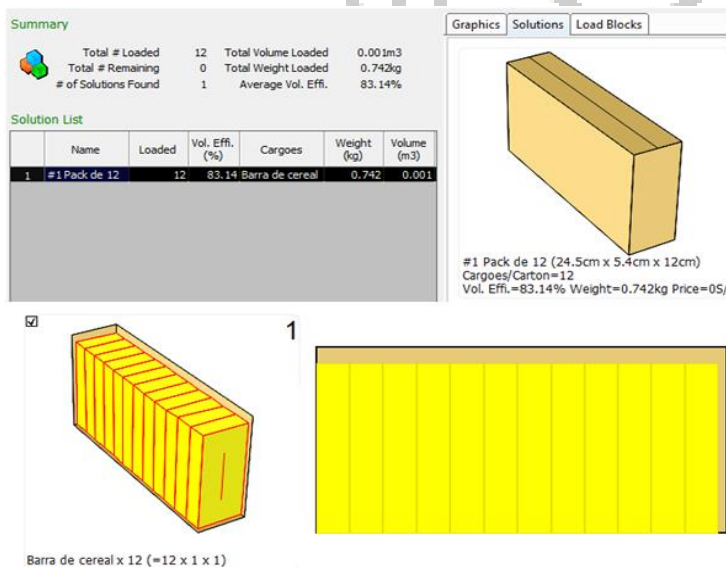 Summary
Total # Loaded 12 Total Volume Loaded 0.001m3
Total # Remaining 0 Total Weight Loaded 0.742kg
# of Solutions Found 1 Average Vol. Effi. 83.14%
Solution List
Name Loaded Vol. Effi. (%) Cargoes Weight (kg) Volume (m3)
1 #1 Pack de 12 12 83.14 Barra de cereal 0.742 0.001
Graphics Solutions Load Blocks
#1 Pack de 12 (24.5cm x 5.4cm x 12cm)
Cargoes/Carton=12
Vol. Effi.=83.14% Weight=0.742kg Price=0S/
1
Barra de cereal x 12 (=12 x 1 x 1)